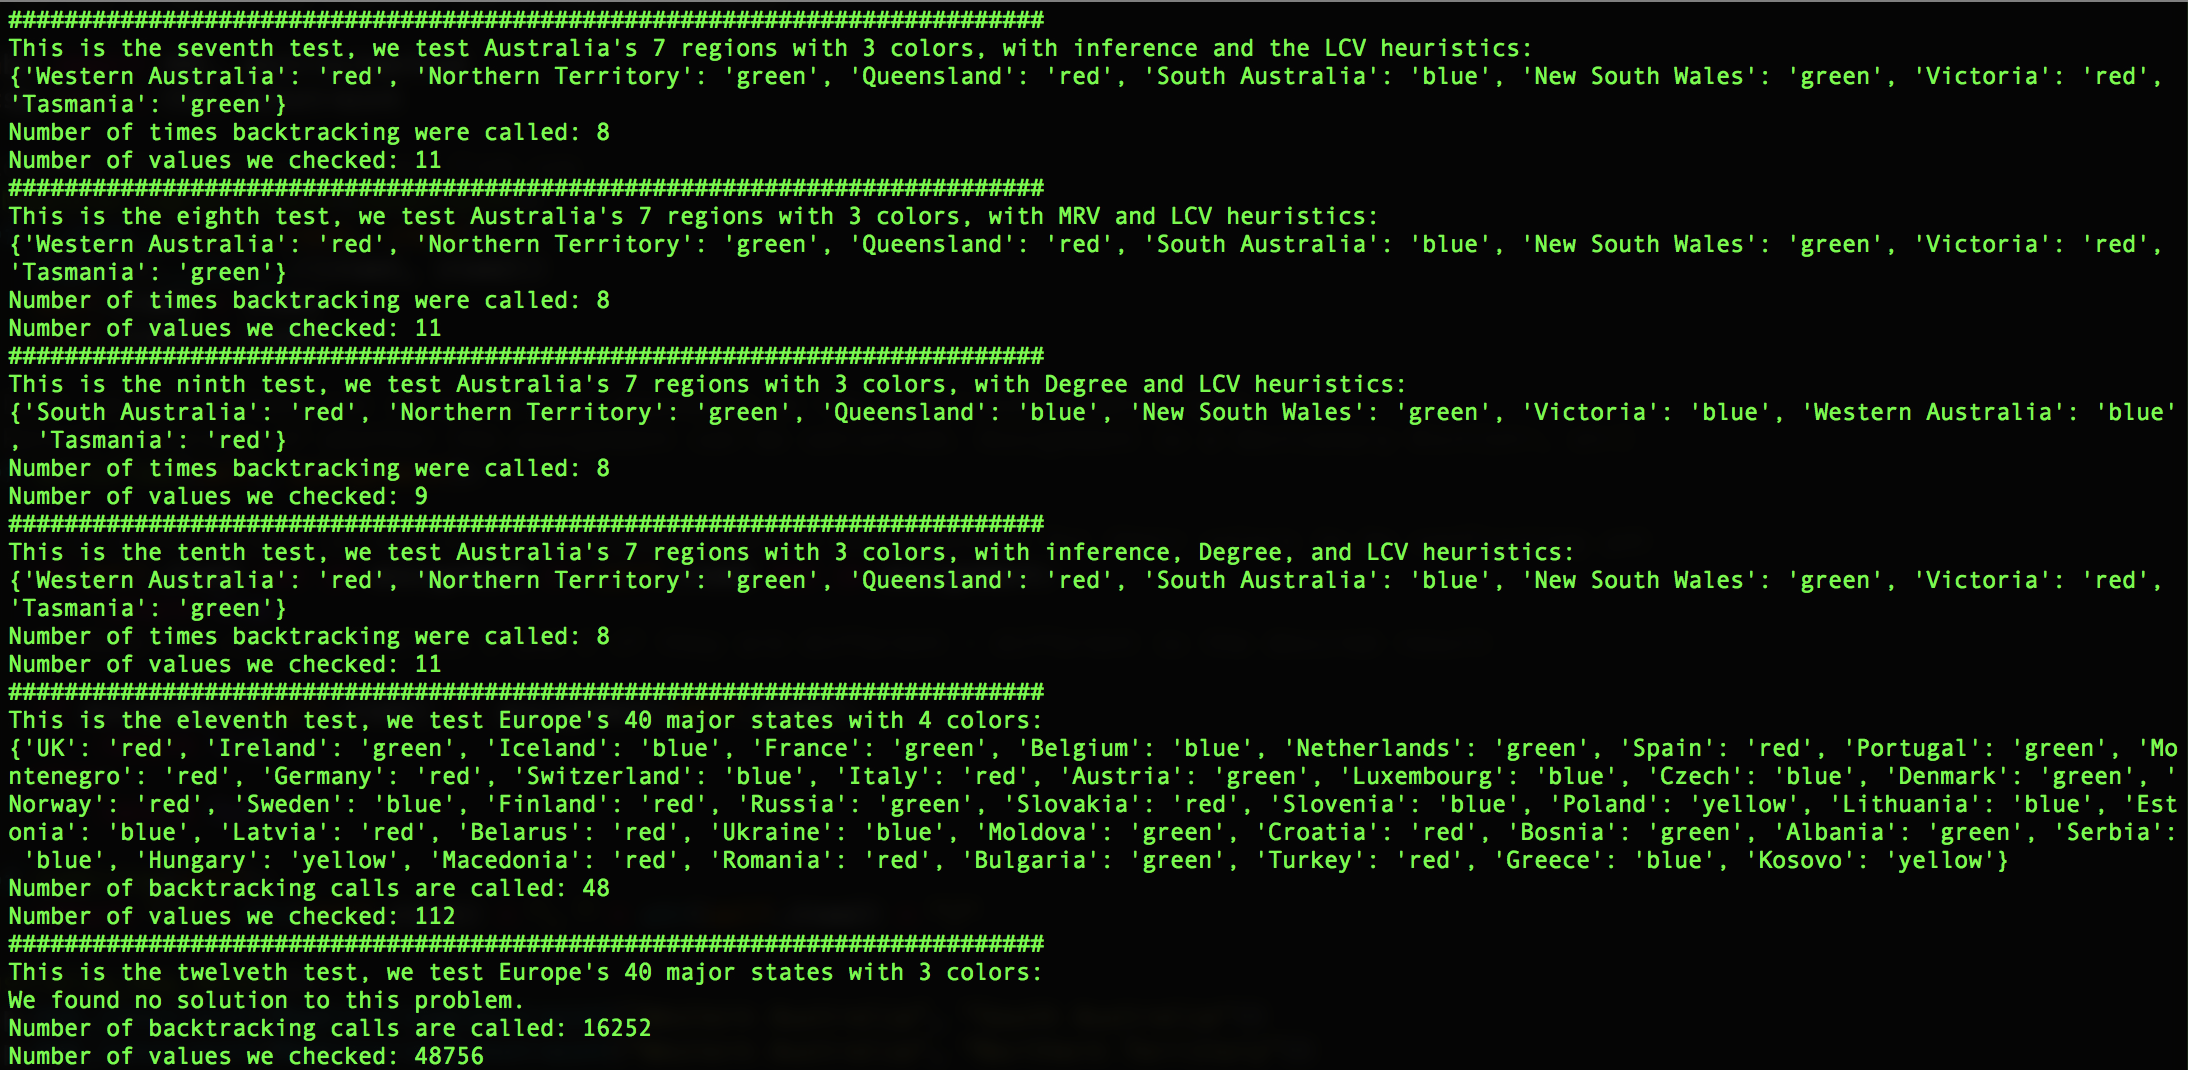 ##########################################################################
This is the seventh test, we test Australia's 7 regions with 3 colors, with inference and the LCV heuristics:
{'Western Australia': 'red', 'Northern Territory': 'green', 'Queensland': 'red', 'South Australia': 'blue', 'New South Wales': 'green', 'Victoria': 'red',
'Tasmania': 'green'}
Number of times backtracking were called: 8
Number of values we checked: 11
##########################################################################
This is the eighth test, we test Australia's 7 regions with 3 colors, with MRV and LCV heuristics:
{'Western Australia': 'red', 'Northern Territory': 'green', 'Queensland': 'red', 'South Australia': 'blue', 'New South Wales': 'green', 'Victoria': 'red',
'Tasmania': 'green'}
Number of times backtracking were called: 8
Number of values we checked: 11
##########################################################################
This is the ninth test, we test Australia's 7 regions with 3 colors, with Degree and LCV heuristics:
{'South Australia': 'red', 'Northern Territory': 'green', 'Queensland': 'blue', 'New South Wales': 'green', 'Victoria': 'blue', 'Western Australia': 'blue'
, 'Tasmania': 'red'}
Number of times backtracking were called: 8
Number of values we checked: 9
##########################################################################
This is the tenth test, we test Australia's 7 regions with 3 colors, with inference, Degree, and LCV heuristics:
{'Western Australia': 'red', 'Northern Territory': 'green', 'Queensland': 'red', 'South Australia': 'blue', 'New South Wales': 'green', 'Victoria': 'red',
'Tasmania': 'green'}
Number of times backtracking were called: 8
Number of values we checked: 11
##########################################################################
This is the eleventh test, we test Europe's 40 major states with 4 colors:
{'UK': 'red', 'Ireland': 'green', 'Iceland': 'blue', 'France': 'green', 'Belgium': 'blue', 'Netherlands': 'green', 'Spain': 'red', 'Portugal': 'green', 'Mo
ntenegro': 'red', 'Germany': 'red', 'Switzerland': 'blue', 'Italy': 'red', 'Austria': 'green', 'Luxembourg': 'blue', 'Czech': 'blue', 'Denmark': 'green', '
Norway': 'red', 'Sweden': 'blue', 'Finland': 'red', 'Russia': 'green', 'Slovakia': 'red', 'Slovenia': 'blue', 'Poland': 'yellow', 'Lithuania': 'blue', 'Est
onia': 'blue', 'Latvia': 'red', 'Belarus': 'red', 'Ukraine': 'blue', 'Moldova': 'green', 'Croatia': 'red', 'Bosnia': 'green', 'Albania': 'green', 'Serbia':
 'blue', 'Hungary': 'yellow', 'Macedonia': 'red', 'Romania': 'red', 'Bulgaria': 'green', 'Turkey': 'red', 'Greece': 'blue', 'Kosovo': 'yellow'}
Number of backtracking calls are called: 48
Number of values we checked: 112
##########################################################################
This is the twelveth test, we test Europe's 40 major states with 3 colors:
We found no solution to this problem.
Number of backtracking calls are called: 16252
Number of values we checked: 48756